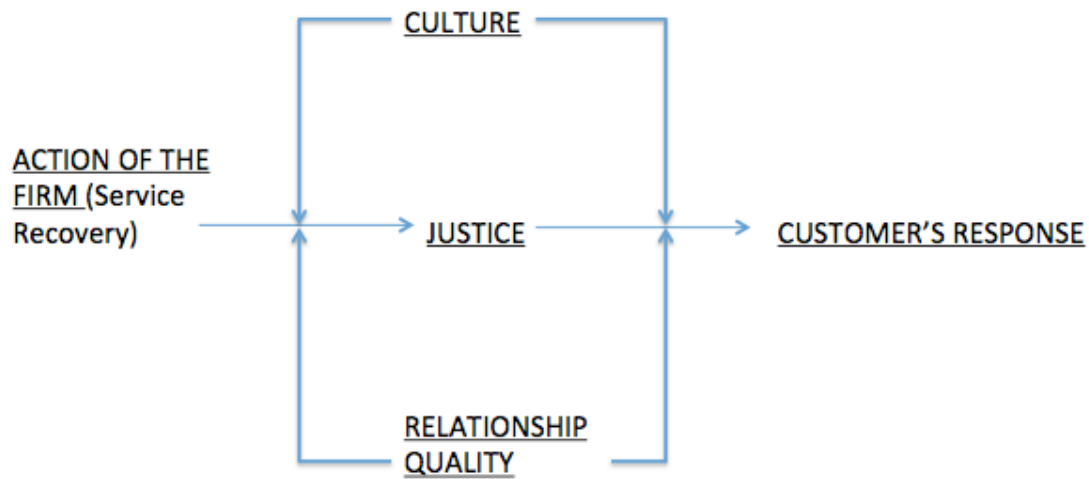 CULTURE
ACTION OF THE
FIRM (Service
Recovery)
JUSTICE
CUSTOMER’S RESPONSE
RELATIONSHIP
QUALITY